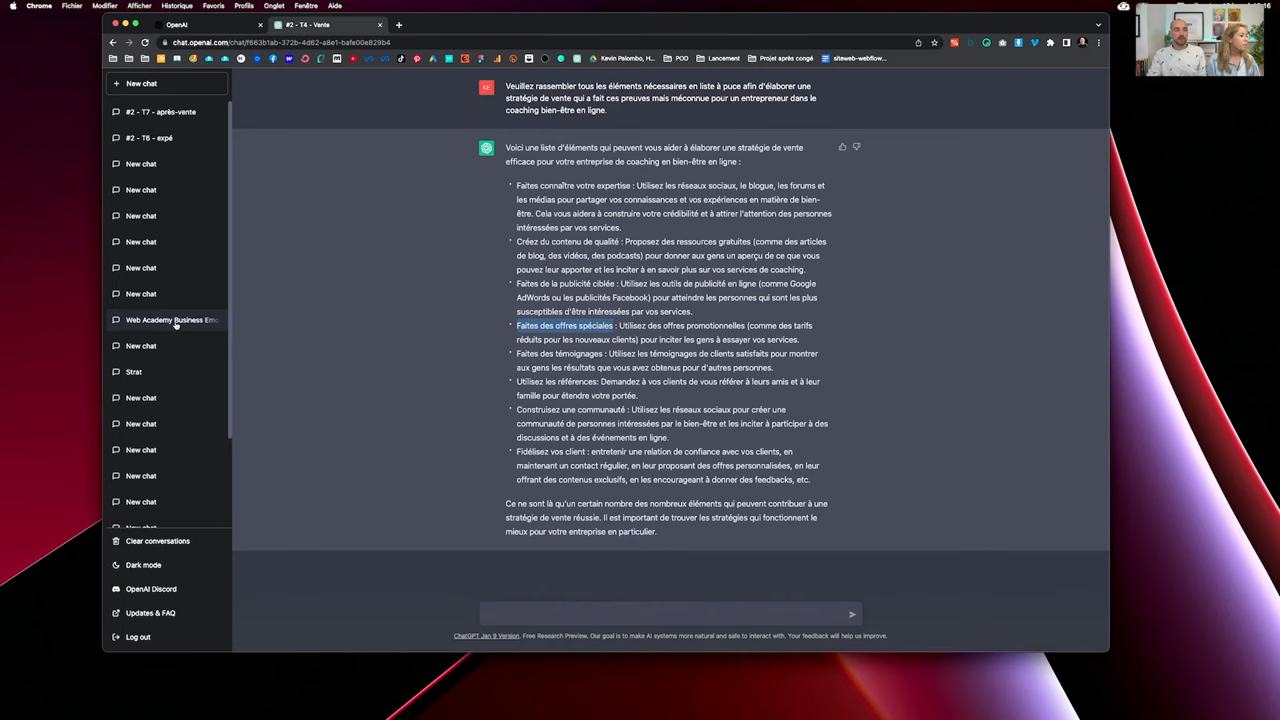 Chrome Fichier Modifier Afficher Historique Favoris Profils Onglet Fenêtre Aide
OpenAI
#2 - T4 - Vente
chat.openai.com/chat/f663b1ab-372b-4d62-a8e1-bafe00e829b4
Kevin Palombo, H... POD Lancement Projet après congé siteweb-webflow...
New chat
#2 - T7 - après-vente
#2 - T6 - expé
New chat
New chat
New chat
New chat
New chat
New chat
Web Academy Business Emo
New chat
Strat
New chat
New chat
New chat
New chat
New chat
New chat
Clear conversations
Dark mode
OpenAI Discord
Updates & FAQ
Log out
KE
Veuillez rassembler tous les éléments nécessaires en liste à puce afin d'élaborer une
stratégie de vente qui a fait ces preuves mais méconnue pour un entrepreneur dans le
coaching bien-être en ligne.
Voici une liste d'éléments qui peuvent vous aider à élaborer une stratégie de vente
efficace pour votre entreprise de coaching en bien-être en ligne :
• Faites connaître votre expertise : Utilisez les réseaux sociaux, le blogue, les forums et
les médias pour partager vos connaissances et vos expériences en matière de bien-
être. Cela vous aidera à construire votre crédibilité et à attirer l'attention des personnes
intéressées par vos services.
• Créez du contenu de qualité : Proposez des ressources gratuites (comme des articles
de blog, des vidéos, des podcasts) pour donner aux gens un aperçu de ce que vous
pouvez leur apporter et les inciter à en savoir plus sur vos services de coaching.
• Faites de la publicité ciblée : Utilisez les outils de publicité en ligne (comme Google
AdWords ou les publicités Facebook) pour atteindre les personnes qui sont les plus
susceptibles d'être intéressées par vos services.
• Faites des offres spéciales : Utilisez des offres promotionnelles (comme des tarifs
réduits pour les nouveaux clients) pour inciter les gens à essayer vos services.
• Faites des témoignages : Utilisez les témoignages de clients satisfaits pour montrer
aux gens les résultats que vous avez obtenus pour d'autres personnes.
• Utilisez les références: Demandez à vos clients de vous référer à leurs amis et à leur
famille pour étendre votre portée.
• Construisez une communauté : Utilisez les réseaux sociaux pour créer une
communauté de personnes intéressées par le bien-être et les inciter à participer à des
discussions et à des événements en ligne.
• Fidélisez vos client : entretenir une relation de confiance avec vos clients, en
maintenant un contact régulier, en leur proposant des offres personnalisées, en leur
offrant des contenus exclusifs, en les encourageant à donner des feedbacks, etc.
Ce ne sont là qu'un certain nombre des nombreux éléments qui peuvent contribuer à une
stratégie de vente réussie. Il est important de trouver les stratégies qui fonctionnent le
mieux pour votre entreprise en particulier.
ChatGPT Jan 9 Version. Free Research Preview. Our goal is to make AI systems more natural and safe to interact with. Your feedback will help us improve.